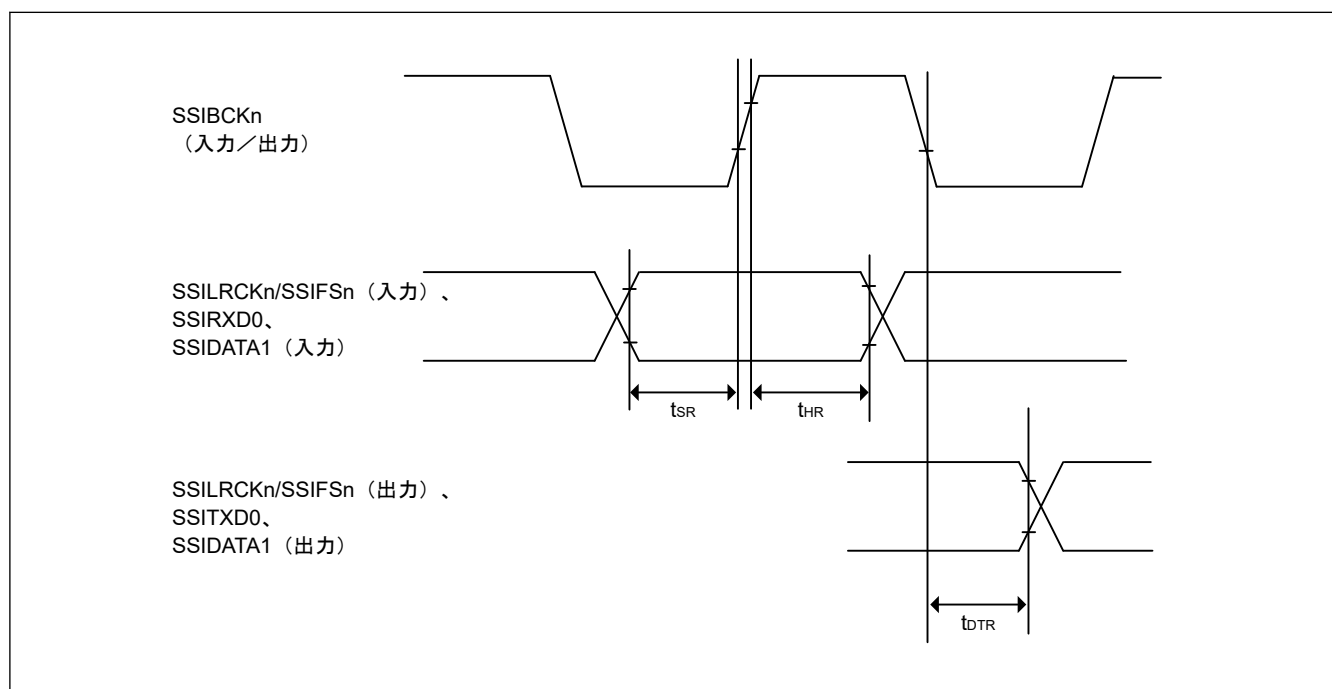 SSIBCKn
（入力／出力）
SSILRCKn/SSIFSn（入力）、
SSIRXD0、
SSIDATA1（入力）
tSR
tHR
SSILRCKn/SSIFSn（出力）、
SSITXD0、
SSIDATA1（出力）
tDTR